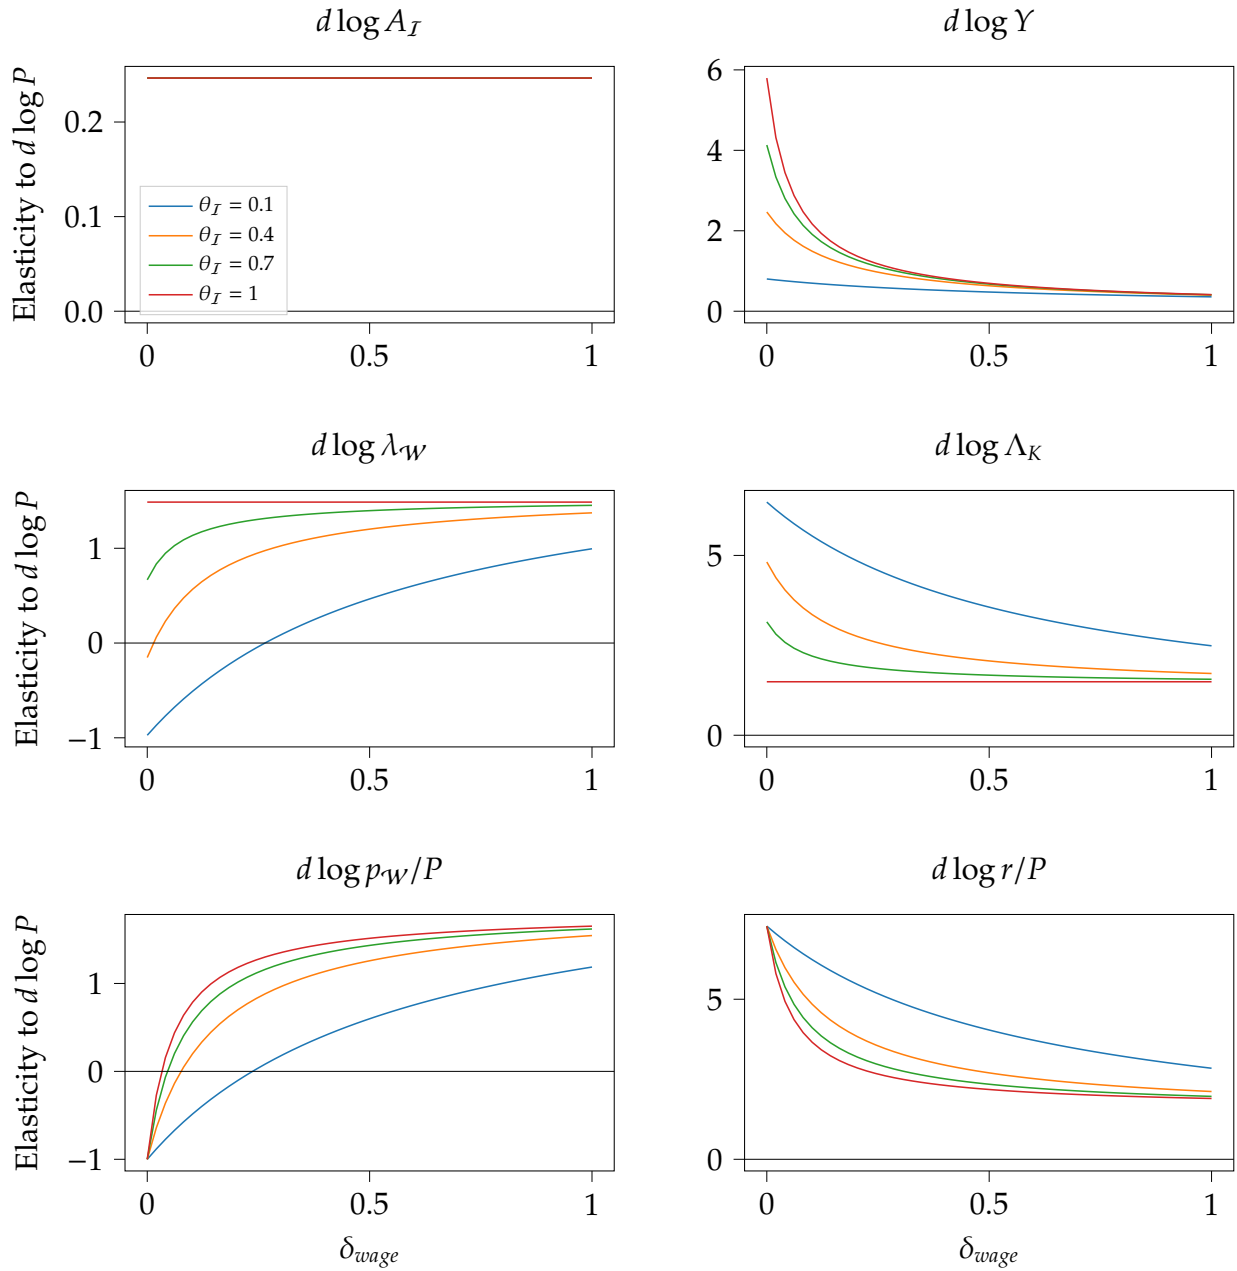 d log A_I
d log Y
Elasticity to d log P
0.2
0.1
0.0
θ_I = 0.1
θ_I = 0.4
θ_I = 0.7
θ_I = 1
0 0.5 1
6
4
2
0
0 0.5 1
d log λ_W
d log Λ_K
Elasticity to d log P
1
0
−1
0 0.5 1
5
0
0 0.5 1
d log p_W/P
d log r/P
Elasticity to d log P
1
0
−1
0 0.5 1
δ_wage
5
0
0 0.5 1
δ_wage